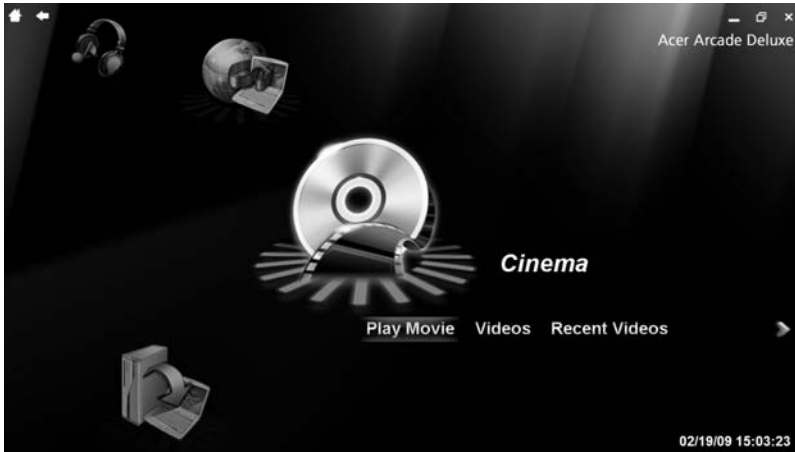 Acer Arcade Deluxe
Cinema
Play Movie Videos Recent Videos
02/19/09 15:03:23